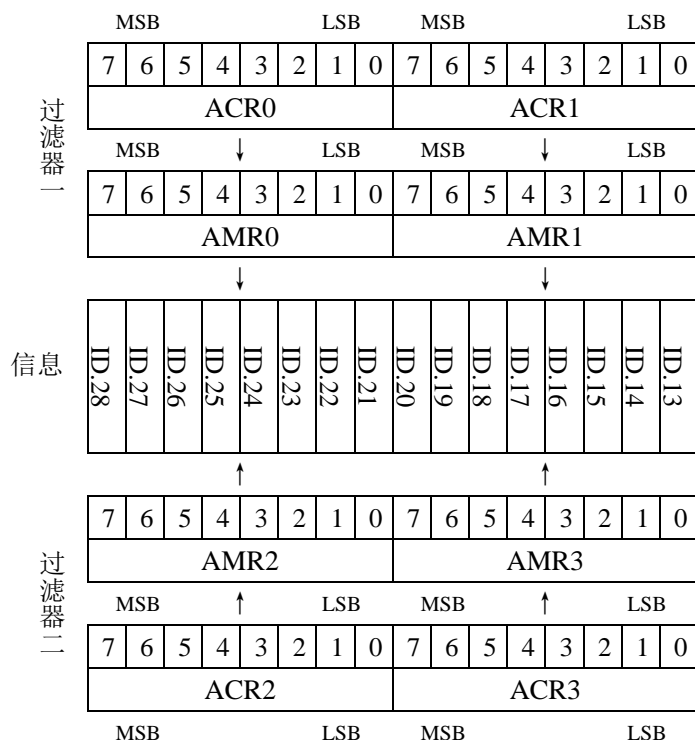 MSB LSB MSB LSB
7 6 5 4 3 2 1 0 7 6 5 4 3 2 1 0
ACR0 ACR1
过滤器一
MSB LSB MSB LSB
7 6 5 4 3 2 1 0 7 6 5 4 3 2 1 0
AMR0 AMR1
信息
ID.28 ID.27 ID.26 ID.25 ID.24 ID.23 ID.22 ID.21 ID.20 ID.19 ID.18 ID.17 ID.16 ID.15 ID.14 ID.13
7 6 5 4 3 2 1 0 7 6 5 4 3 2 1 0
AMR2 AMR3
过滤器二
MSB LSB MSB LSB
7 6 5 4 3 2 1 0 7 6 5 4 3 2 1 0
ACR2 ACR3
MSB LSB MSB LSB